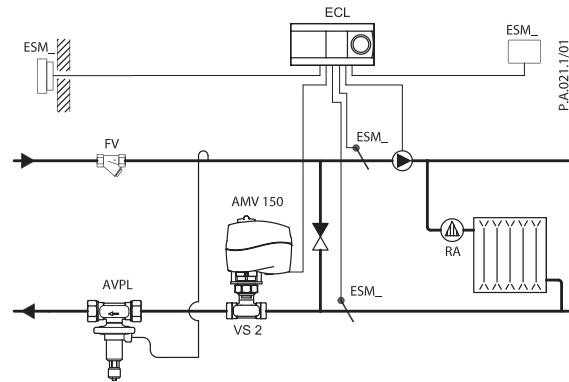 ECL
ESM_
ESM_
P.A.021.1/01
FV
ESM_
AMV 150
RA
AVPL
ESM_
VS 2